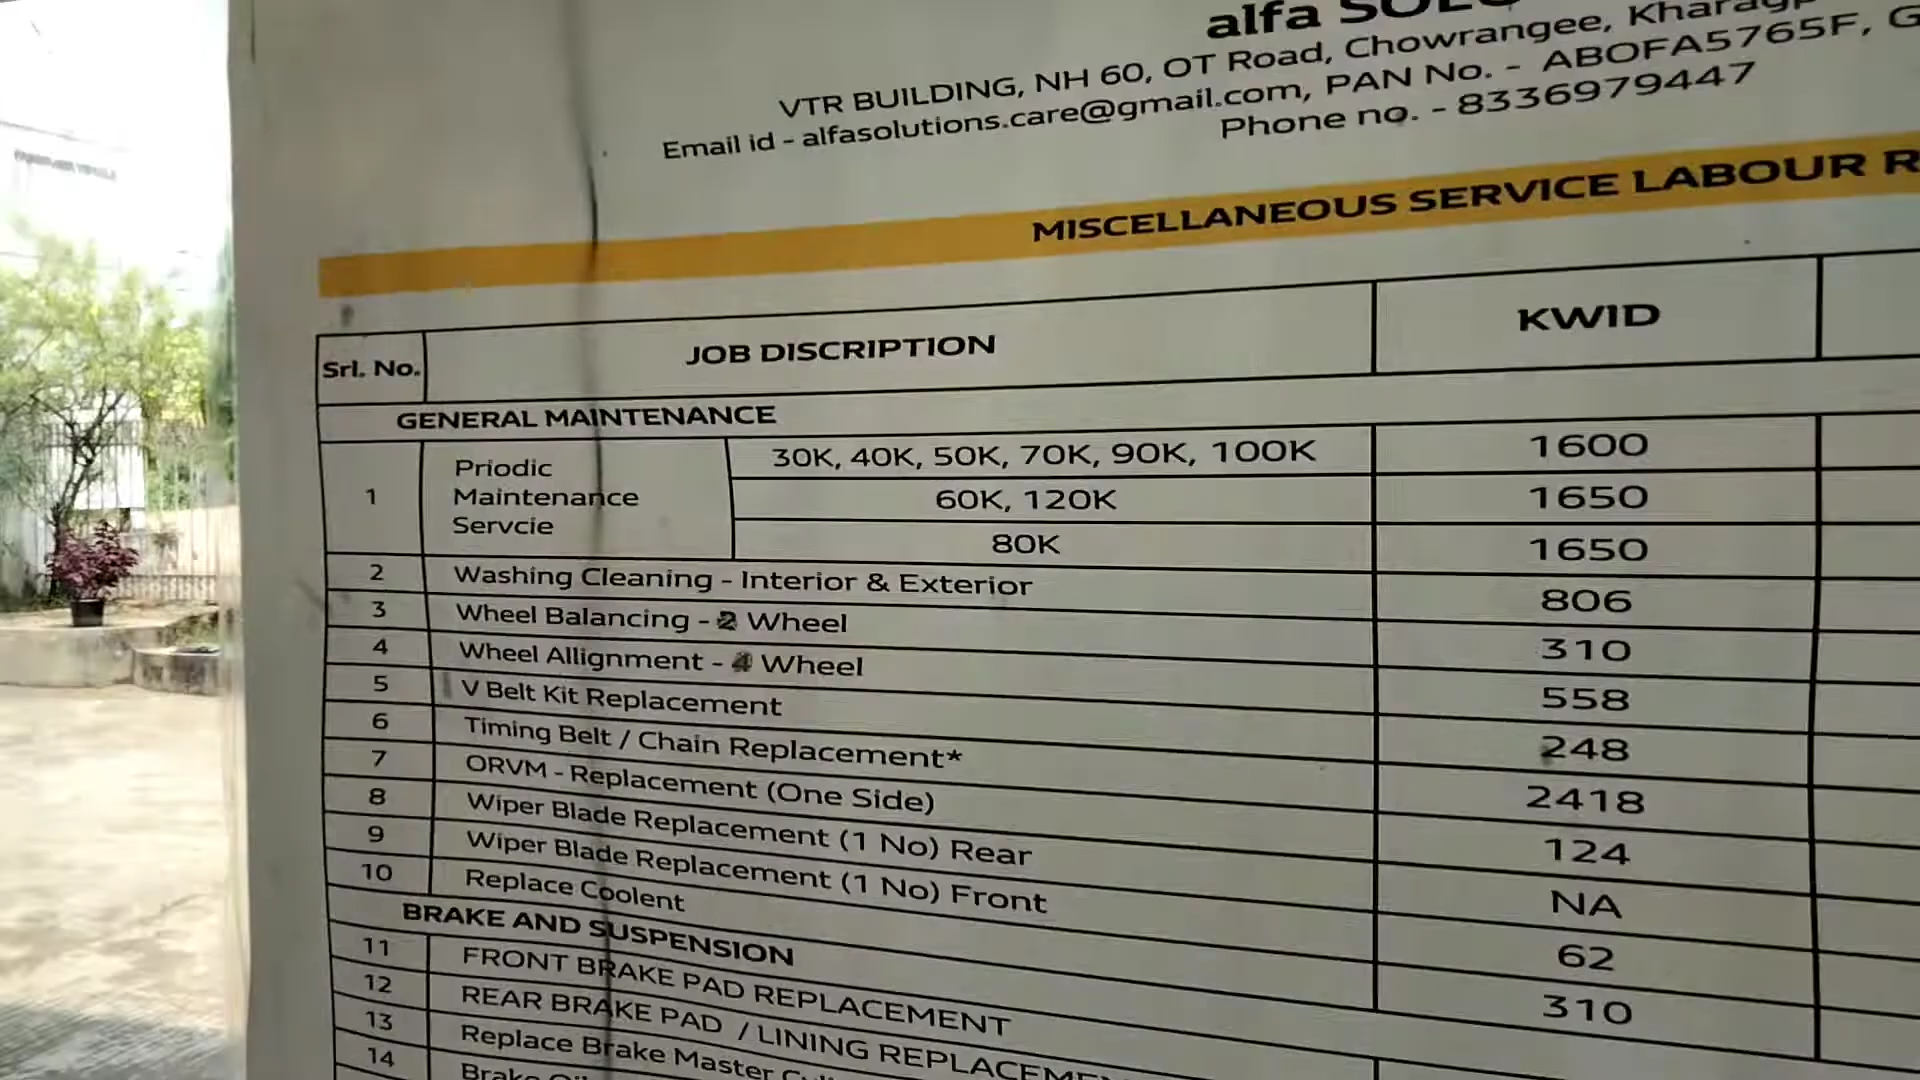 alfa
VTR BUILDING, NH 60, OT Road, Chowrangee,
Email id - alfasolutions.care@gmail.com, PAN No. - ABOFA5765F,
Phone no. - 8336979447
MISCELLANEOUS SERVICE LABOUR
Srl. No. JOB DISCRIPTION KWID
GENERAL MAINTENANCE
1 Priodic Maintenance Servcie 30K, 40K, 50K, 70K, 90K, 100K 1600
60K, 120K 1650
80K 1650
2 Washing Cleaning - Interior & Exterior 806
3 Wheel Balancing - 2 Wheel 310
4 Wheel Allignment - 4 Wheel 558
5 V Belt Kit Replacement 248
6 Timing Belt / Chain Replacement* 2418
7 ORVM - Replacement (One Side) 124
8 Wiper Blade Replacement (1 No) Rear NA
9 Wiper Blade Replacement (1 No) Front 62
10 Replace Coolent 310
BRAKE AND SUSPENSION
11 FRONT BRAKE PAD REPLACEMENT
12 REAR BRAKE PAD / LINING
13 Replace Brake Master
14 Brake